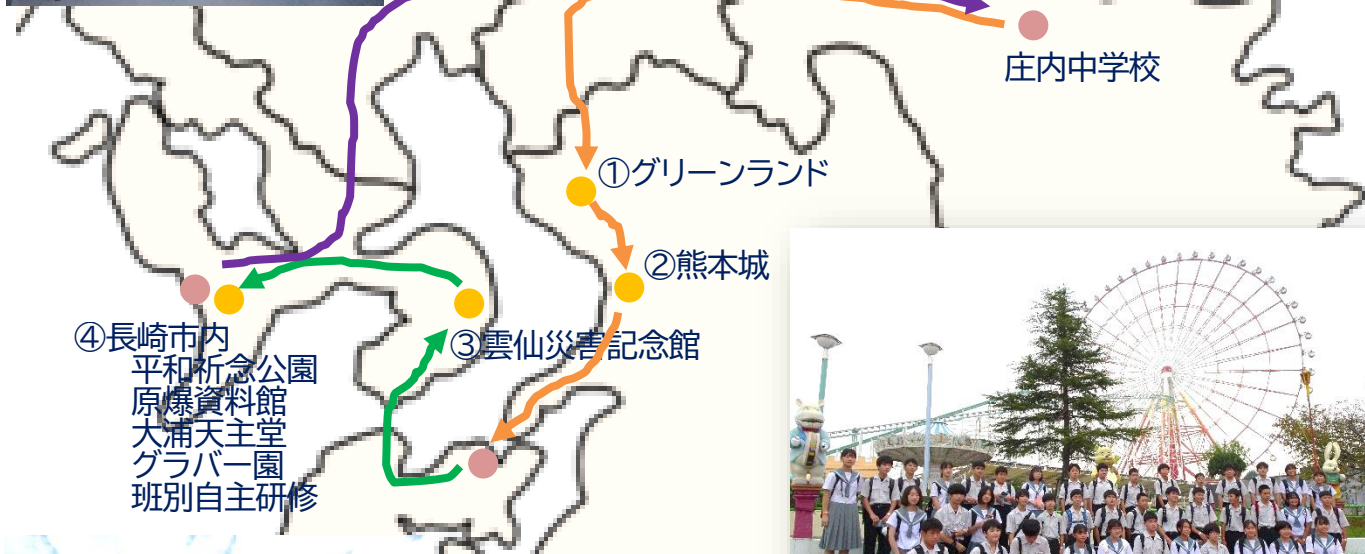 庄内中学校
①グリーンランド
②熊本城
③雲仙災害記念館
④長崎市内
平和祈念公園
原爆資料館
大浦天主堂
グラバー園
班別自主研修